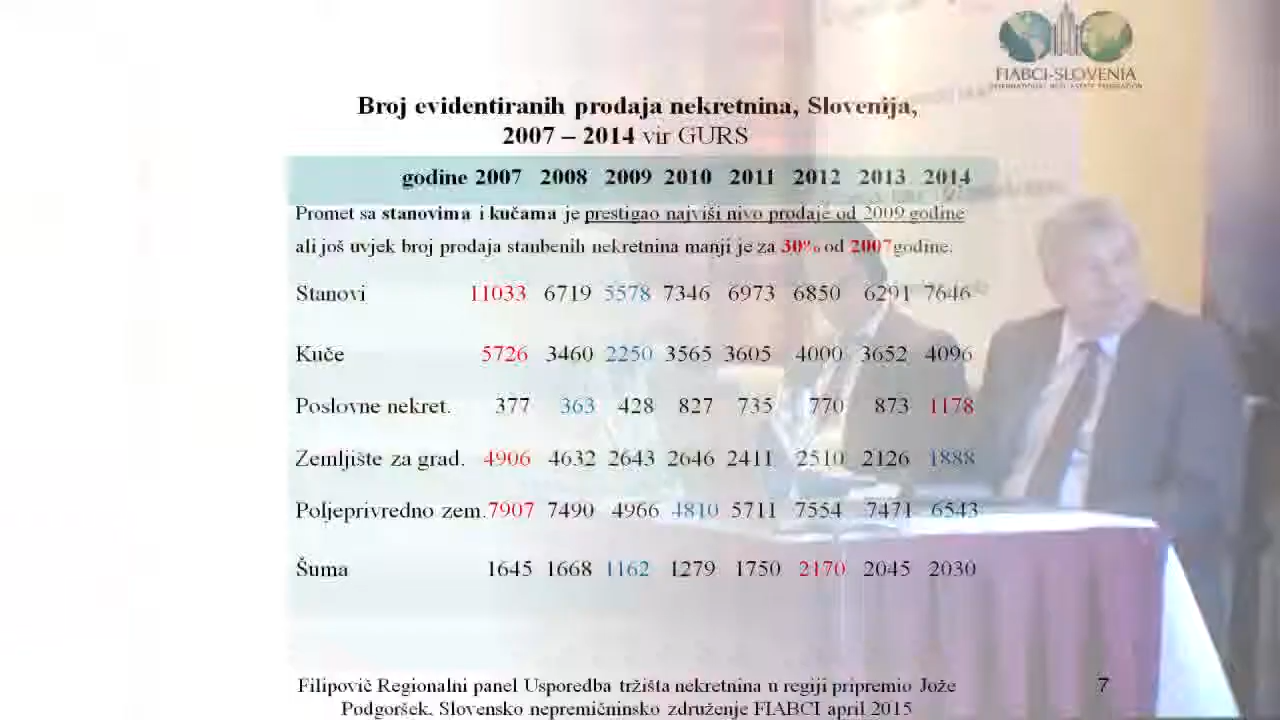 FIABCI-SLOVENIA
INTERNATIONAL REAL ESTATE FEDERATION
Broj evidentiranih prodaja nekretnina, Slovenija,
2007 – 2014 vir GURS
godine 2007 2008 2009 2010 2011 2012 2013 2014
Promet sa stanovima i kučama je prestigao najviši nivo prodaje od 2009 godine
ali još uvjek broj prodaja stanbenih nekretnina manji je za 30% od 2007 godine.
Stanovi 11033 6719 5578 7346 6973 6850 6291 7646
Kuče 5726 3460 2250 3565 3605 4000 3652 4096
Poslovne nekret. 377 363 428 827 735 770 873 1178
Zemljište za grad. 4906 4632 2643 2646 2411 2510 2126 1888
Poljeprivredno zem. 7907 7490 4966 4810 5711 7554 7471 6543
Šuma 1645 1668 1162 1279 1750 2170 2045 2030
Filipovič Regionalni panel Usporedba tržišta nekretnina u regiji pripremio Jože
Podgoršek, Slovensko nepremičninsko združenje FIABCI april 2015
7